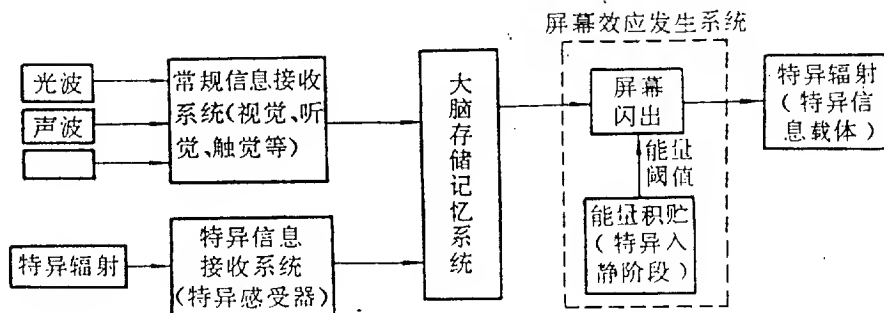 屏幕效应发生系统
光波
声波
常规信息接收
系统(视觉、听
觉、触觉等)
特异辐射
特异信息
接收系统
(特异感受器)
大脑存储记忆系统
屏幕
闪出
能量
阈值
能量积贮
(特异入
静阶段)
特异辐射
(特异信
息载体)